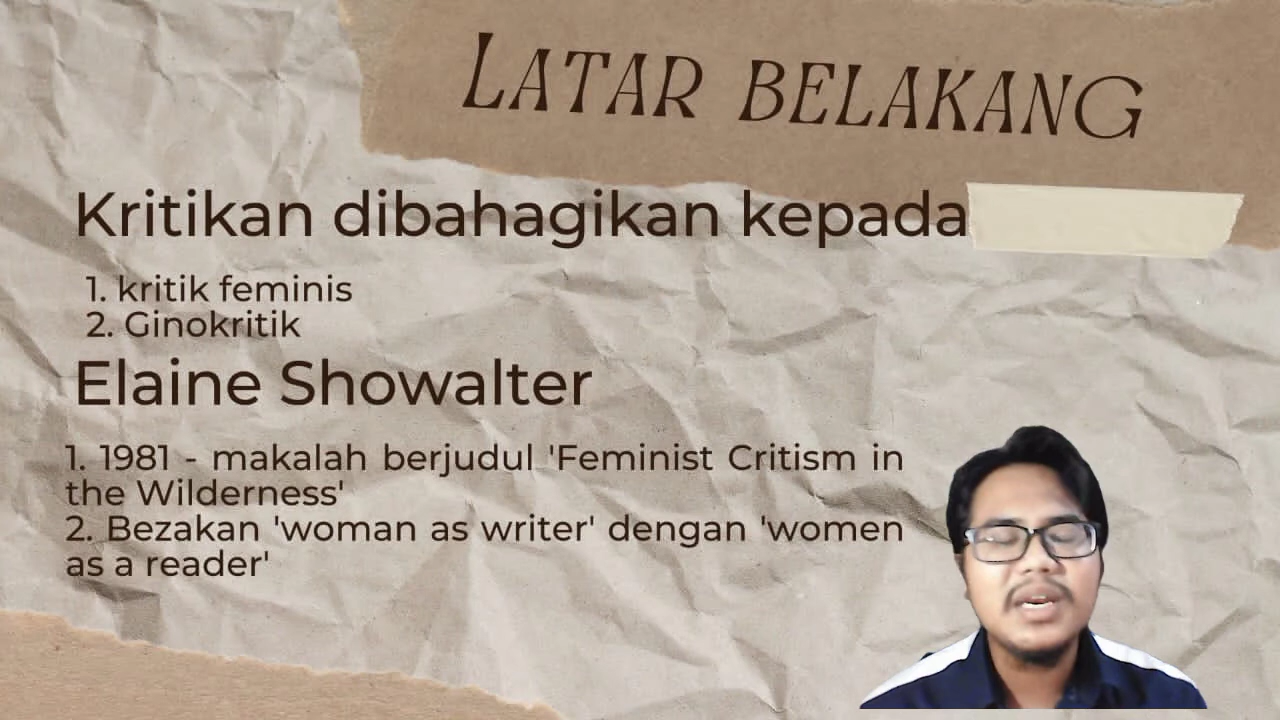 LATAR BELAKANG
Kritikan dibahagikan kepada
1. kritik feminis
2. Ginokritik
Elaine Showalter
1. 1981 - makalah berjudul 'Feminist Critism in
the Wilderness'
2. Bezakan 'woman as writer' dengan 'women
as a reader'